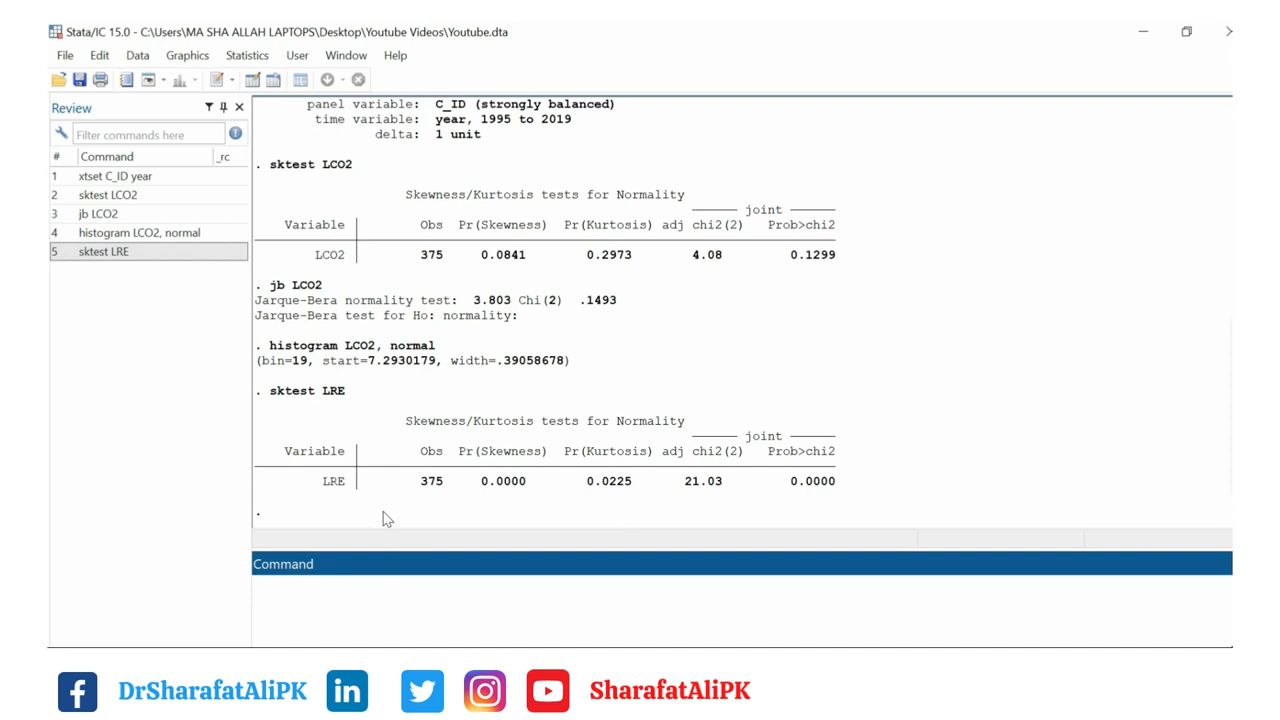 Stata/IC 15.0 - C:\Users\MA SHA ALLAH LAPTOPS\Desktop\Youtube Videos\Youtube.dta
File Edit Data Graphics Statistics User Window Help
Review
Filter commands here
# Command _rc
1 xtset C_ID year
2 sktest LCO2
3 jb LCO2
4 histogram LCO2, normal
5 sktest LRE
panel variable: C_ID (strongly balanced)
time variable: year, 1995 to 2019
delta: 1 unit
. sktest LCO2
Skewness/Kurtosis tests for Normality
joint
Variable Obs Pr(Skewness) Pr(Kurtosis) adj chi2(2) Prob>chi2
LCO2 375 0.0841 0.2973 4.08 0.1299
. jb LCO2
Jarque-Bera normality test: 3.803 Chi(2) .1493
Jarque-Bera test for Ho: normality:
. histogram LCO2, normal
(bin=19, start=7.2930179, width=.39058678)
. sktest LRE
Skewness/Kurtosis tests for Normality
joint
Variable Obs Pr(Skewness) Pr(Kurtosis) adj chi2(2) Prob>chi2
LRE 375 0.0000 0.0225 21.03 0.0000
.
Command
DrSharafatAliPK
SharafatAliPK